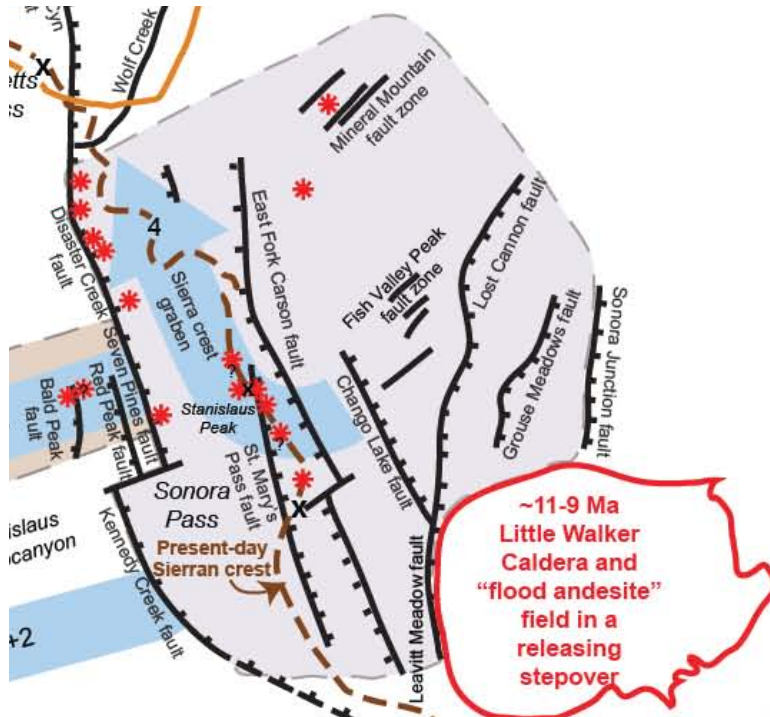 Cyn
Wolf Creek
X
etts
ss
Mineral Mountain
fault zone
Disaster Creek
fault
4
Sierra crest
graben
East Fork Carson fault
Fish Valley Peak
fault zone
Lost Cannon fault
Grouse Meadows fault
Sonora Junction fault
Bald Peak
fault
?
Red Peak fault
Seven Pines fault
?
X
Stanislaus
Peak
?
Chango Lake fault
St. Mary's
Pass fault
Sonora
Pass
X
islaus
ocanyon
Kennedy Creek fault
Present-day
Sierran crest
+2
Leavitt Meadow fault
~11-9 Ma
Little Walker
Caldera and
“flood andesite”
field in a
releasing
stepover